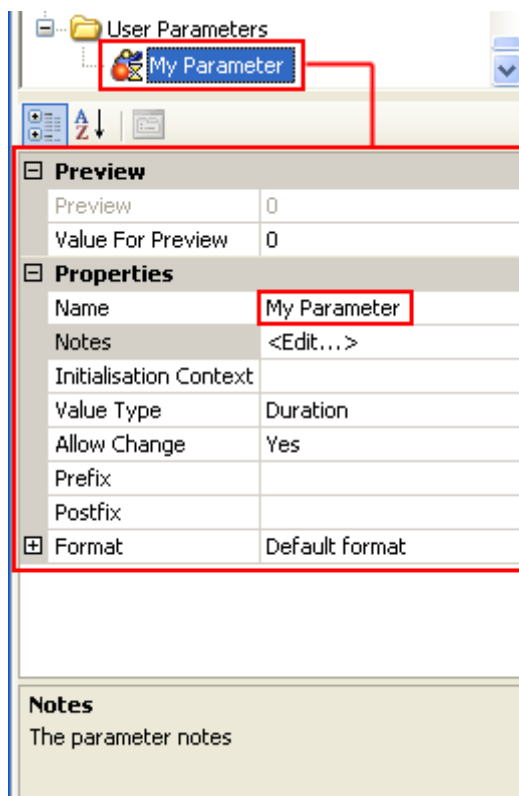 User Parameters
My Parameter
A
Z
Preview
Preview 0
Value For Preview 0
Properties
Name My Parameter
Notes <Edit...>
Initialisation Context
Value Type Duration
Allow Change Yes
Prefix
Postfix
Format Default format
Notes
The parameter notes